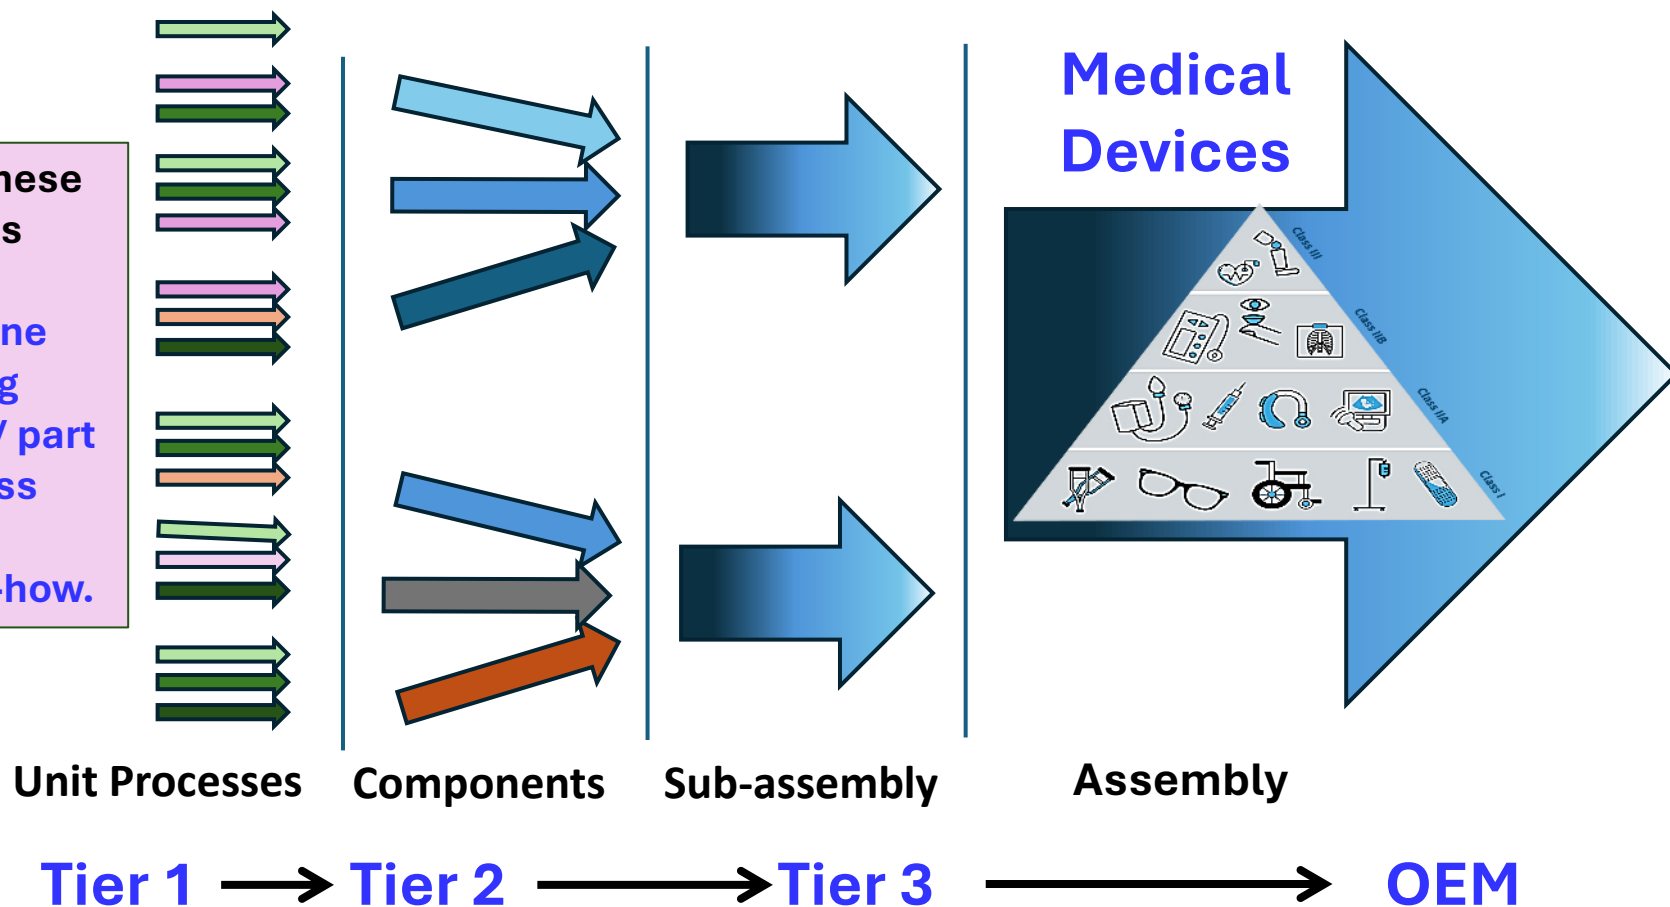 Medical
Devices
hese
s
ne
g
/ part
ss
-how.
Class III
Class IIB
Class IIA
Class I
Unit Processes
Components
Sub-assembly
Assembly
Tier 1
Tier 2
Tier 3
OEM